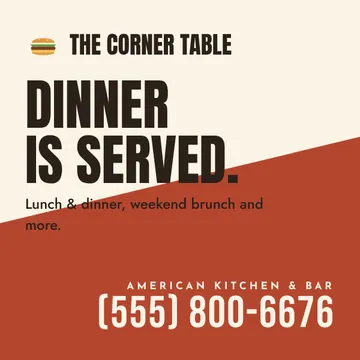 THE CORNER TABLE
DINNER
IS SERVED.
Lunch & dinner, weekend brunch and
more.
AMERICAN KITCHEN & BAR
(555) 800-6676